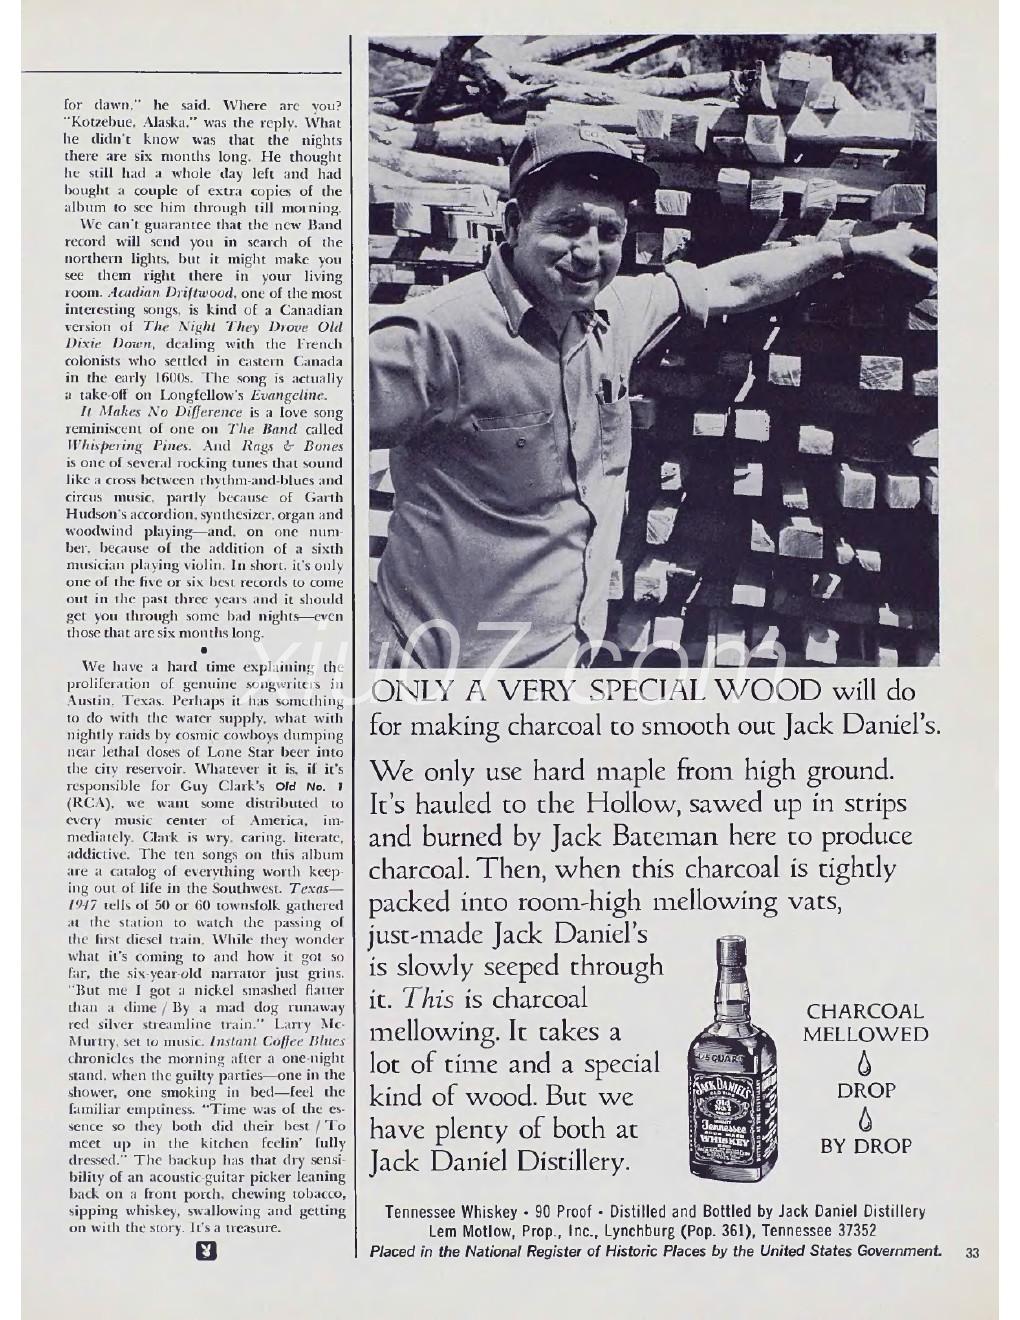 for dawn," he said. Where are you?
"Kotzebue, Alaska," was the reply. What
he didn't know was that the nights
there are six months long. He thought
he still had a whole day left and had
bought a couple of extra copies of the
album to see him through till morning.
We can't guarantee that the new Band
record will send you in search of the
northern lights, but it might make you
see them right there in your living
room. Acadian Driftwood, one of the most
interesting songs, is kind of a Canadian
version of The Night They Drove Old
Dixie Down, dealing with the French
colonists who settled in eastern Canada
in the early 1600s. The song is actually
a take-off on Longfellow's Evangeline.
It Makes No Difference is a love song
reminiscent of one on The Band called
Whispering Pines. And Rags & Bones
is one of several rocking tunes that sound
like a cross between rhythm-and-blues and
circus music, partly because of Garth
Hudson's accordion, synthesizer, organ and
woodwind playing—and, on one num-
ber, because of the addition of a sixth
musician playing violin. In short, it's only
one of the five or six best records to come
out in the past three years and it should
get you through some bad nights—even
those that are six months long.
•
We have a hard time explaining the
proliferation of genuine songwriters in
Austin, Texas. Perhaps it has something
to do with the water supply, what with
nightly raids by cosmic cowboys dumping
near lethal doses of Lone Star beer into
the city reservoir. Whatever it is, if it's
responsible for Guy Clark's Old No. 1
(RCA), we want some distributed to
every music center of America, im-
mediately. Clark is wry, caring, literate,
addictive. The ten songs on this album
are a catalog of everything worth keep-
ing out of life in the Southwest. Texas—
1947 tells of 50 or 60 townsfolk gathered
at the station to watch the passing of
the first diesel train. While they wonder
what it's coming to and how it got so
far, the six-year-old narrator just grins.
"But me I got a nickel smashed flatter
than a dime / By a mad dog runaway
red silver streamline train." Larry Mc-
Murtry, set to music. Instant Coffee Blues
chronicles the morning after a one-night
stand, when the guilty parties—one in the
shower, one smoking in bed—feel the
familiar emptiness. "Time was of the es-
sence so they both did their best / To
meet up in the kitchen feelin' fully
dressed." The backup has that dry sensi-
bility of an acoustic-guitar picker leaning
back on a front porch, chewing tobacco,
sipping whiskey, swallowing and getting
on with the story. It's a treasure.
xiu07.com
ONLY A VERY SPECIAL WOOD will do
for making charcoal to smooth out Jack Daniel's.
We only use hard maple from high ground.
It's hauled to the Hollow, sawed up in strips
and burned by Jack Bateman here to produce
charcoal. Then, when this charcoal is tightly
packed into room-high mellowing vats,
just-made Jack Daniel's
is slowly seeped through
it. This is charcoal
mellowing. It takes a
lot of time and a special
kind of wood. But we
have plenty of both at
Jack Daniel Distillery.
JACK DANIEL'S
Old
No. 7
Tennessee
WHISKEY
CHARCOAL
MELLOWED
DROP
BY DROP
Tennessee Whiskey • 90 Proof • Distilled and Bottled by Jack Daniel Distillery
Lem Motlow, Prop., Inc., Lynchburg (Pop. 361), Tennessee 37352
Placed in the National Register of Historic Places by the United States Government.
33